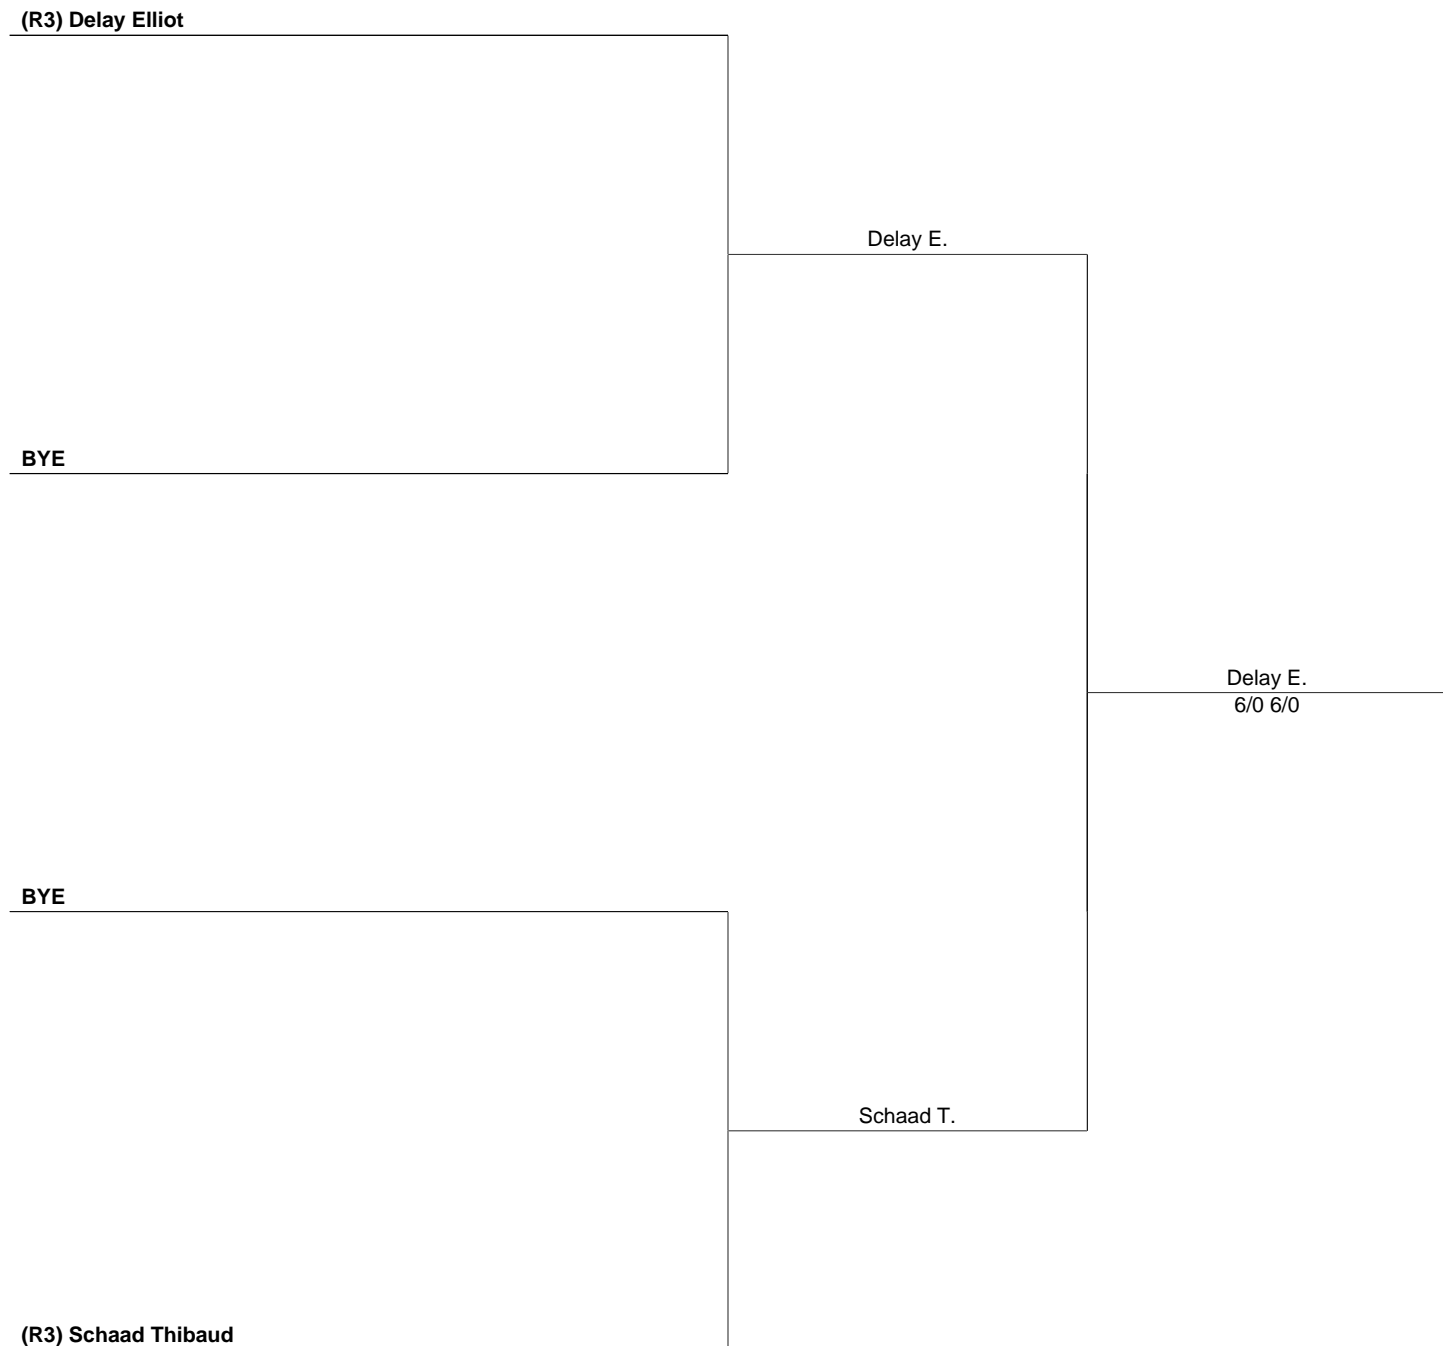 (R3) Delay Elliot
Delay E.
BYE
Delay E.
6/0 6/0
BYE
Schaad T.
(R3) Schaad Thibaud